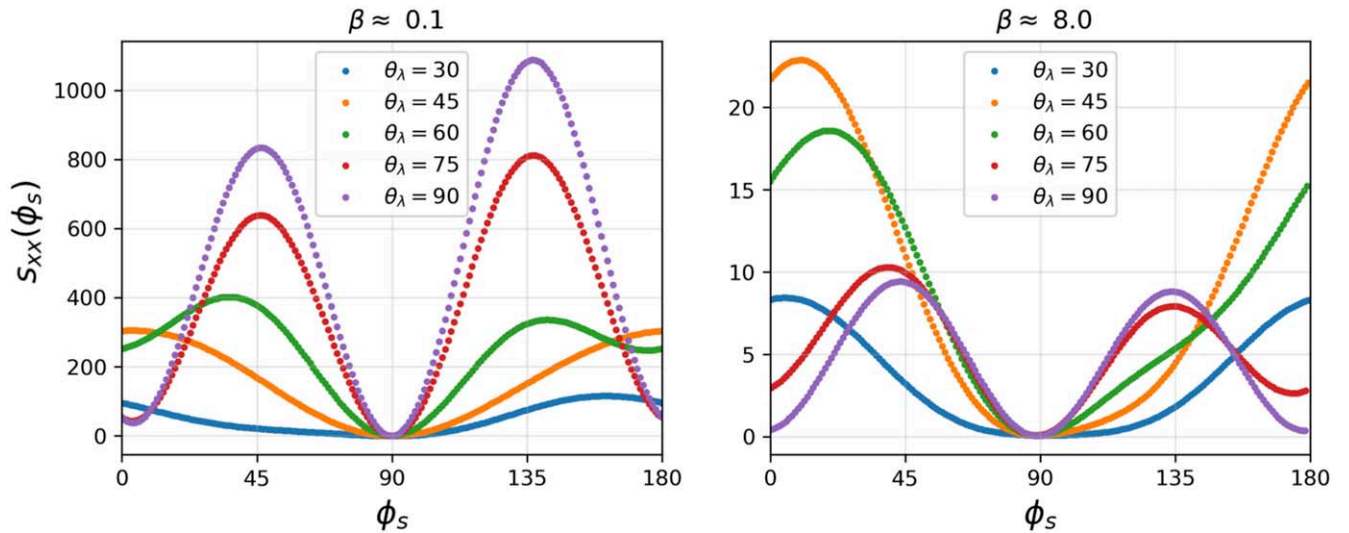 β ≈ 0.1
s_xx(ϕ_s)
1000
800
600
400
200
0
θ_λ = 30
θ_λ = 45
θ_λ = 60
θ_λ = 75
θ_λ = 90
0 45 90 135 180
ϕ_s
β ≈ 8.0
20
15
10
5
0
θ_λ = 30
θ_λ = 45
θ_λ = 60
θ_λ = 75
θ_λ = 90
0 45 90 135 180
ϕ_s